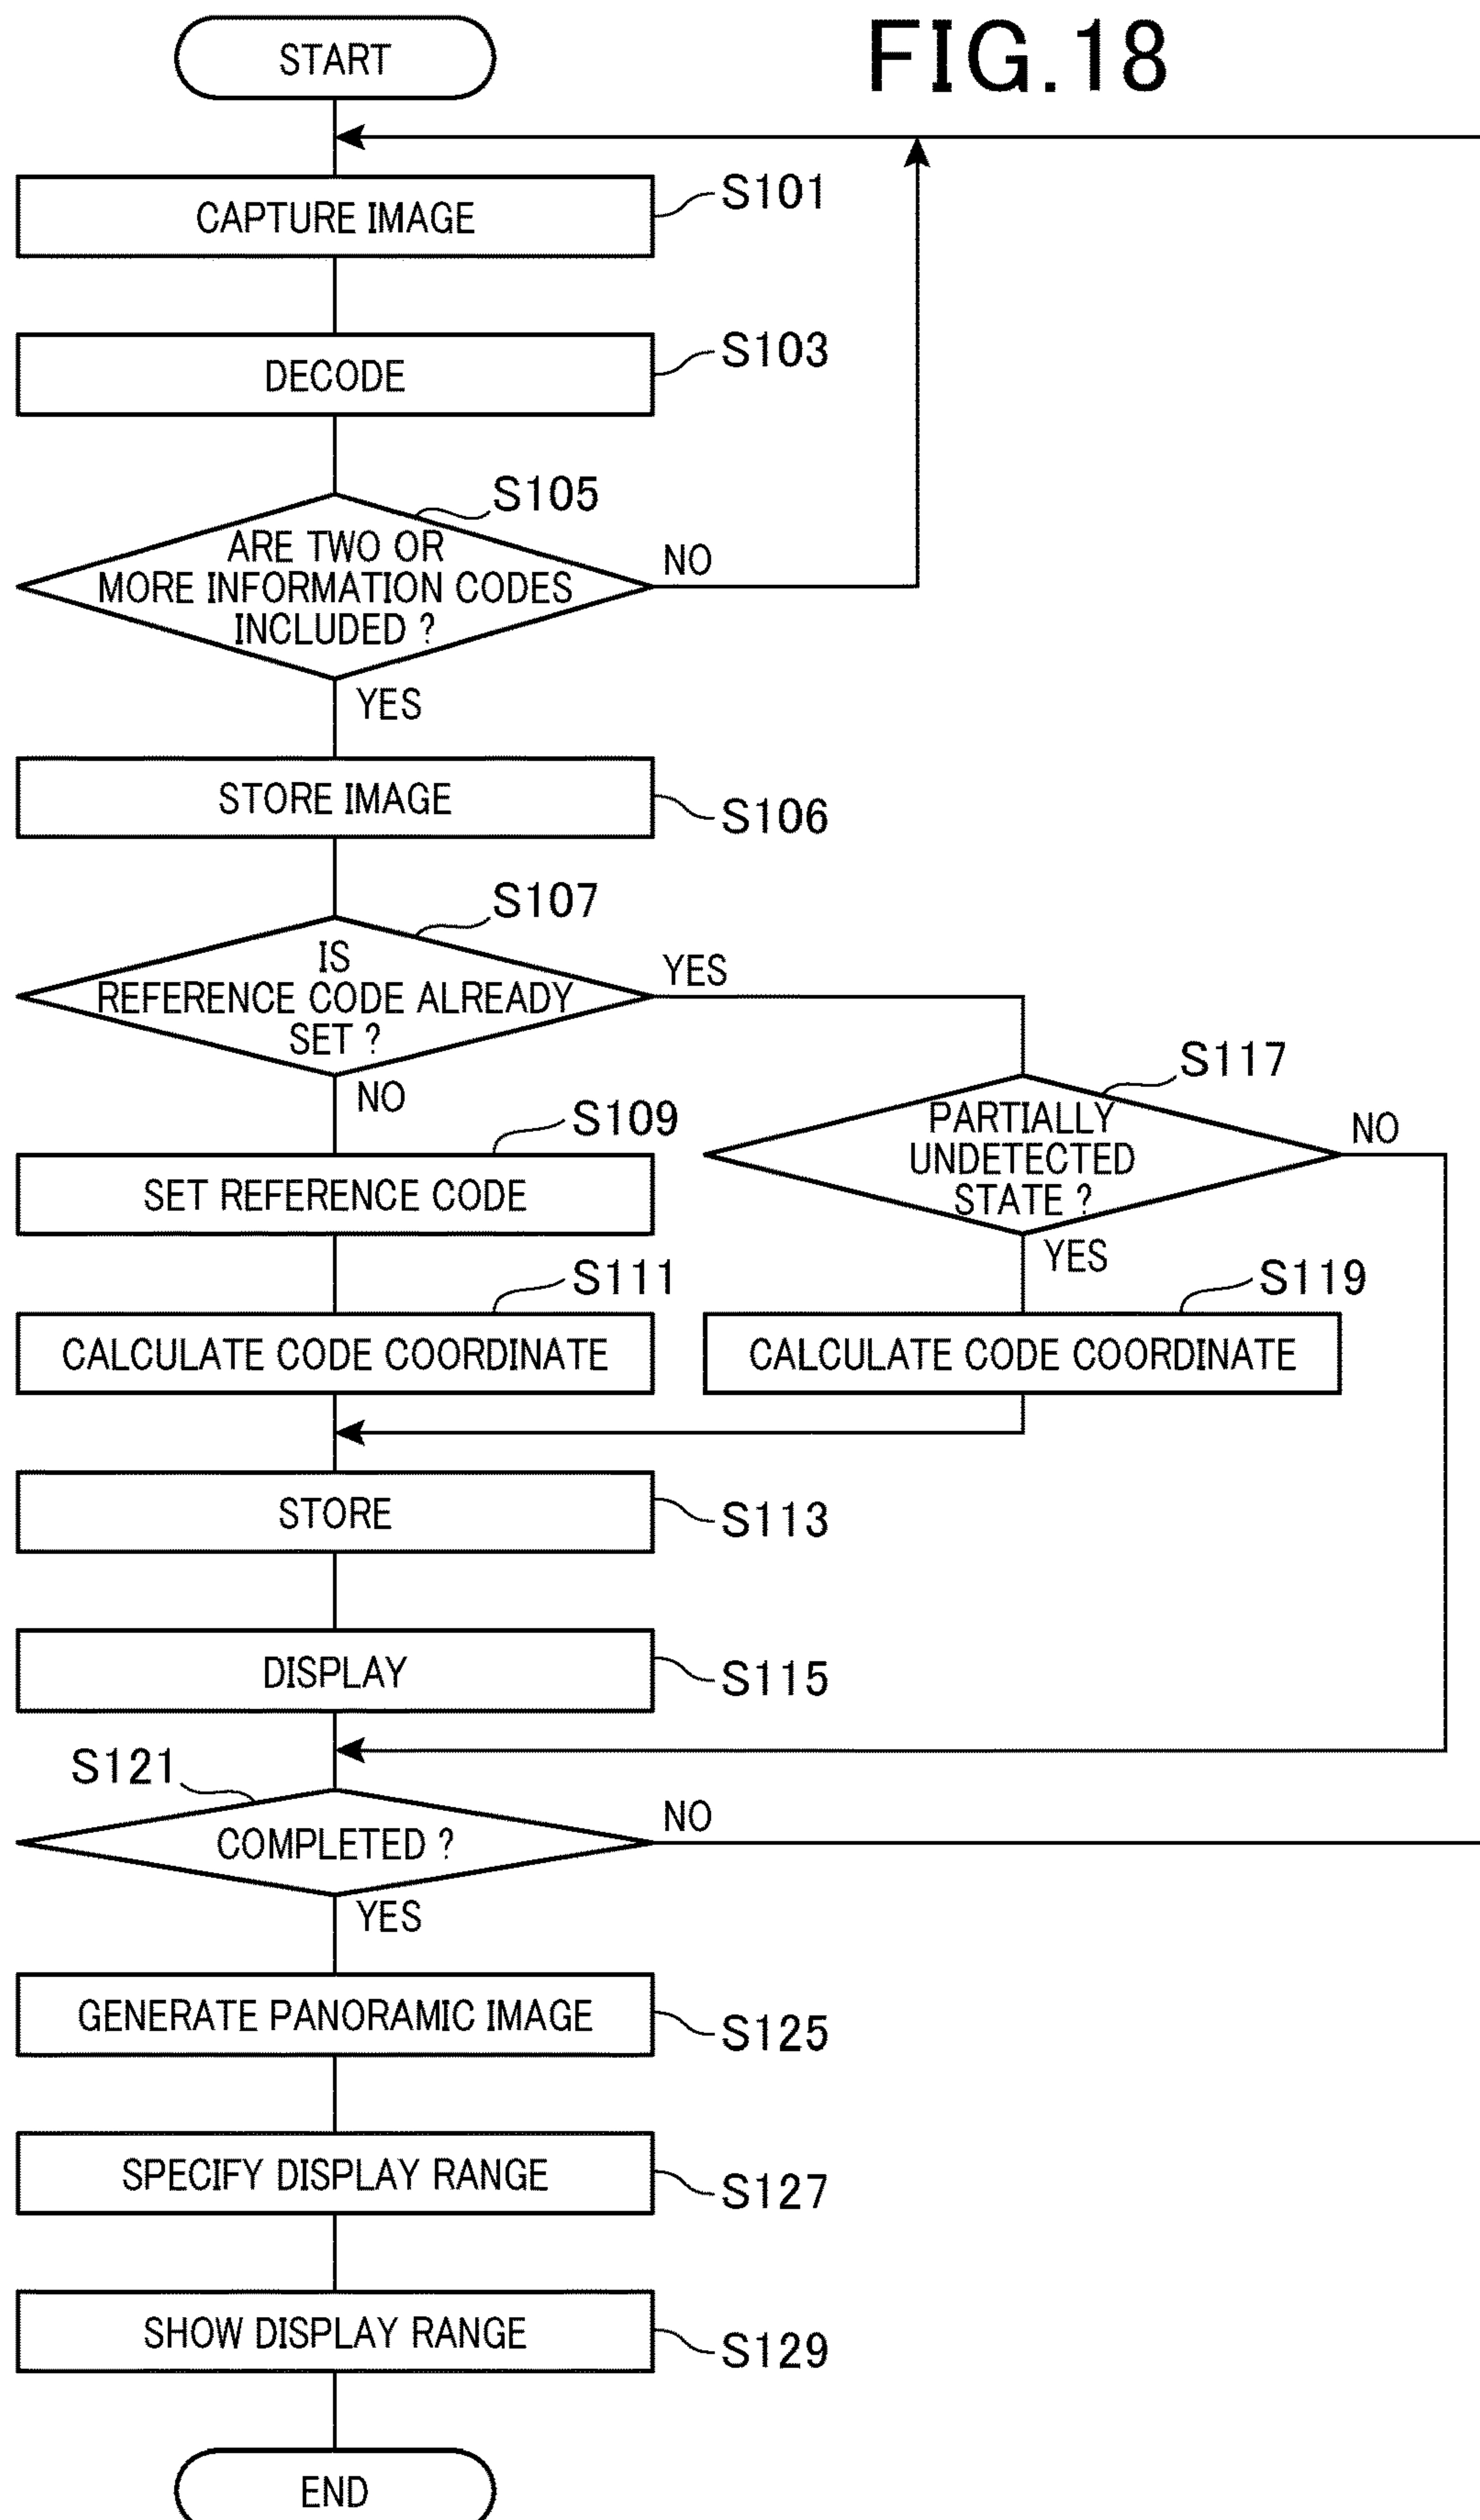 FIG.18
START
CAPTURE IMAGE
S101
DECODE
S103
S105
ARE TWO OR
MORE INFORMATION CODES
INCLUDED ?
NO
YES
STORE IMAGE
S106
S107
IS
REFERENCE CODE ALREADY
SET ?
YES
NO
S117
PARTIALLY
UNDETECTED
STATE ?
NO
YES
S109
SET REFERENCE CODE
S111
CALCULATE CODE COORDINATE
S119
CALCULATE CODE COORDINATE
STORE
S113
DISPLAY
S115
S121
COMPLETED ?
NO
YES
GENERATE PANORAMIC IMAGE
S125
SPECIFY DISPLAY RANGE
S127
SHOW DISPLAY RANGE
S129
END